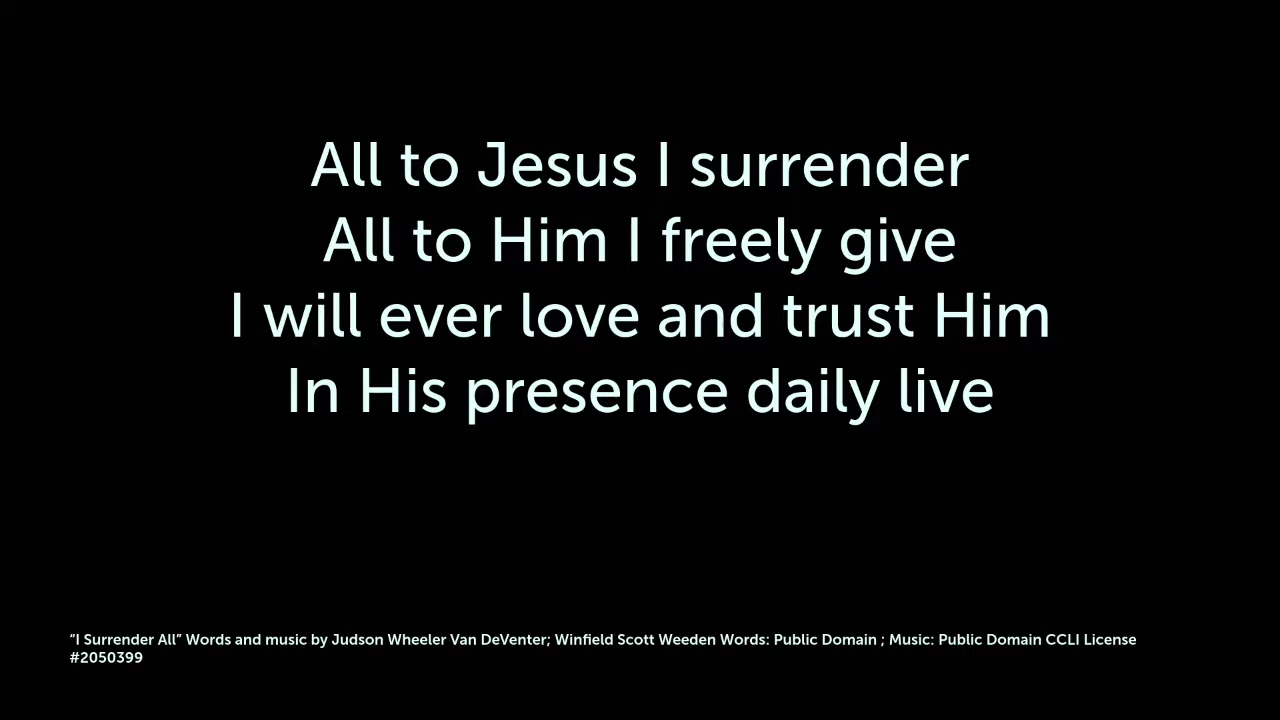 All to Jesus I surrender
All to Him I freely give
I will ever love and trust Him
In His presence daily live
“I Surrender All” Words and music by Judson Wheeler Van DeVenter; Winfield Scott Weeden Words: Public Domain ; Music: Public Domain CCLI License
#2050399